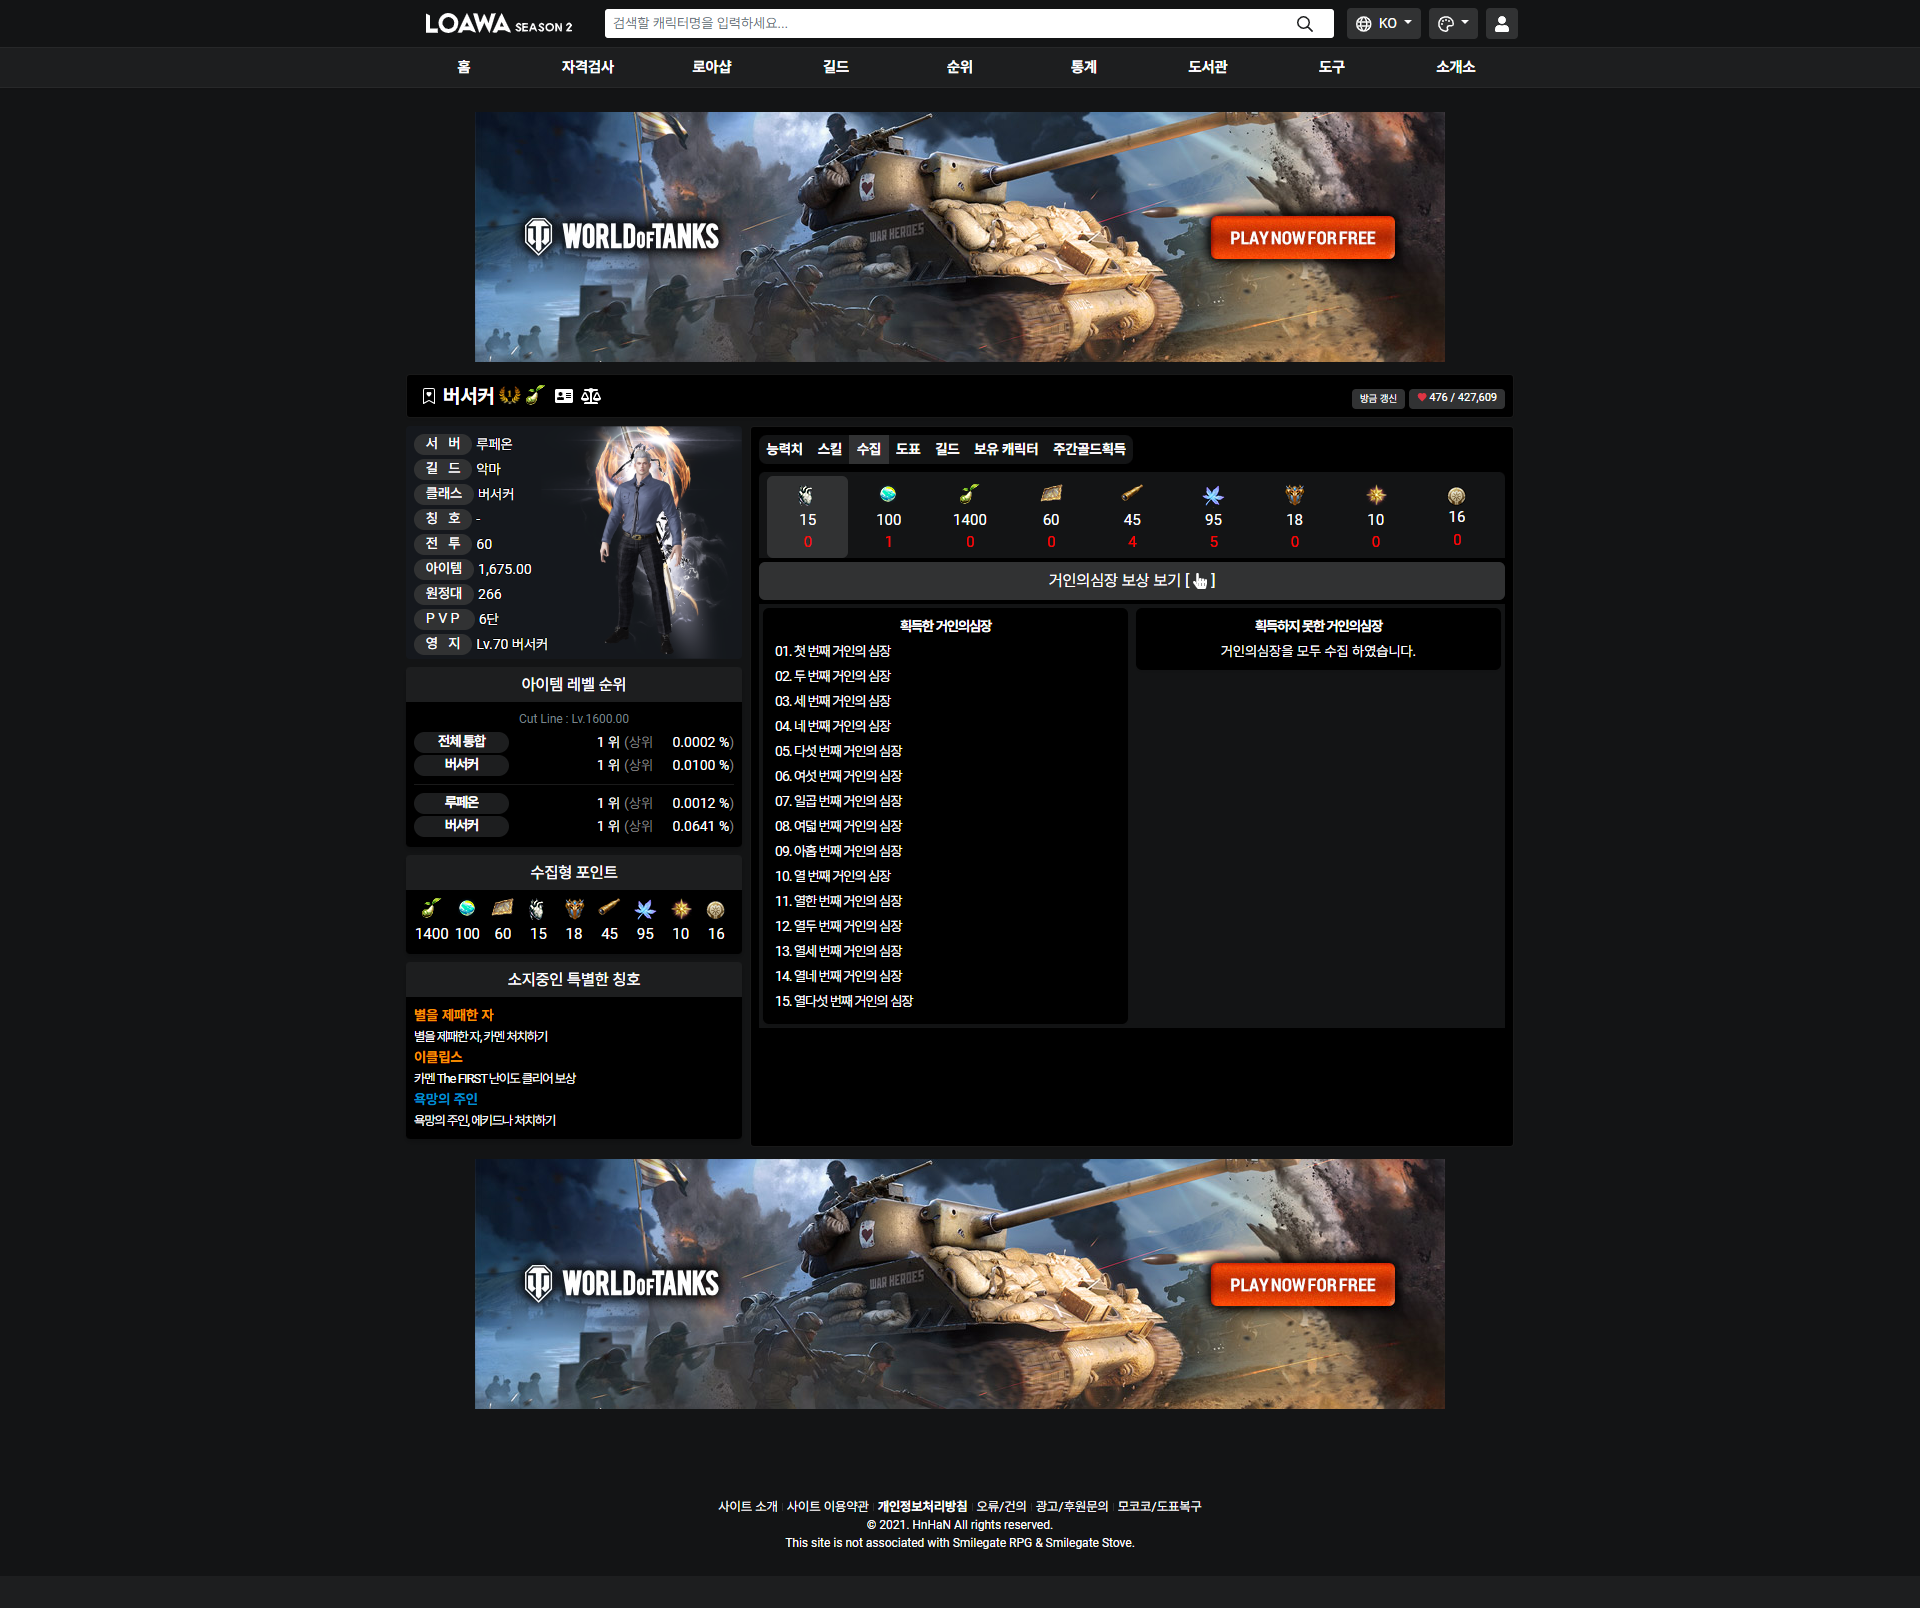 LOAWA SEASON 2
검색할 캐릭터명을 입력하세요...
KO
홈 자격검사 로아샵 길드 순위 통계 도서관 도구 소개소
WORLD OF TANKS
WAR HEROES
PLAY NOW FOR FREE
버서커
방금 갱신
476 / 427,609
서 버 루페온
길 드 악마
클래스 버서커
칭 호 -
전 투 60
아이템 1,675.00
원정대 266
P V P 6단
영 지 Lv.70 버서커
아이템 레벨 순위
Cut Line : Lv.1600.00
전체 통합 1 위 (상위 0.0002 %)
버서커 1 위 (상위 0.0100 %)
루페온 1 위 (상위 0.0012 %)
버서커 1 위 (상위 0.0641 %)
수집형 포인트
1400 100 60 15 18 45 95 10 16
소지중인 특별한 칭호
별을 제패한 자
별을 제패한 자, 카멘 처치하기
이클립스
카멘 The FIRST 난이도 클리어 보상
욕망의 주인
욕망의 주인, 에키드나 처치하기
능력치 스킬 수집 도표 길드 보유 캐릭터 주간골드획득
15 100 1400 60 45 95 18 10 16
0 1 0 0 4 5 0 0 0
거인의심장 보상 보기 [ ]
획득한 거인의심장
01. 첫 번째 거인의 심장
02. 두 번째 거인의 심장
03. 세 번째 거인의 심장
04. 네 번째 거인의 심장
05. 다섯 번째 거인의 심장
06. 여섯 번째 거인의 심장
07. 일곱 번째 거인의 심장
08. 여덟 번째 거인의 심장
09. 아홉 번째 거인의 심장
10. 열 번째 거인의 심장
11. 열한 번째 거인의 심장
12. 열두 번째 거인의 심장
13. 열세 번째 거인의 심장
14. 열네 번째 거인의 심장
15. 열다섯 번째 거인의 심장
획득하지 못한 거인의심장
거인의심장을 모두 수집 하였습니다.
WORLD OF TANKS
WAR HEROES
PLAY NOW FOR FREE
사이트 소개 | 사이트 이용약관 | 개인정보처리방침 | 오류/건의 | 광고/후원문의 | 모코코/도표복구
© 2021. HnHaN All rights reserved.
This site is not associated with Smilegate RPG & Smilegate Stove.